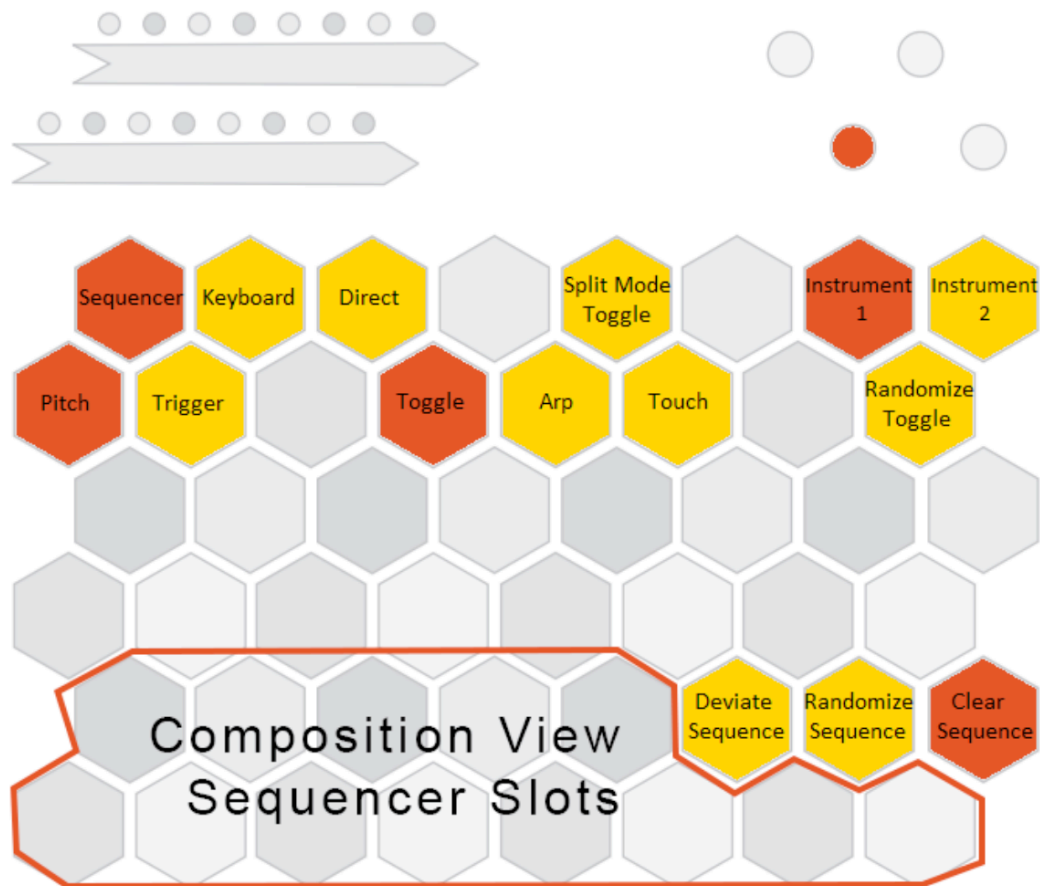 Sequencer
Keyboard
Direct
Split Mode
Toggle
Instrument
1
Instrument
2
Pitch
Trigger
Toggle
Arp
Touch
Randomize
Toggle
Deviate
Sequence
Randomize
Sequence
Clear
Sequence
Composition View
Sequencer Slots